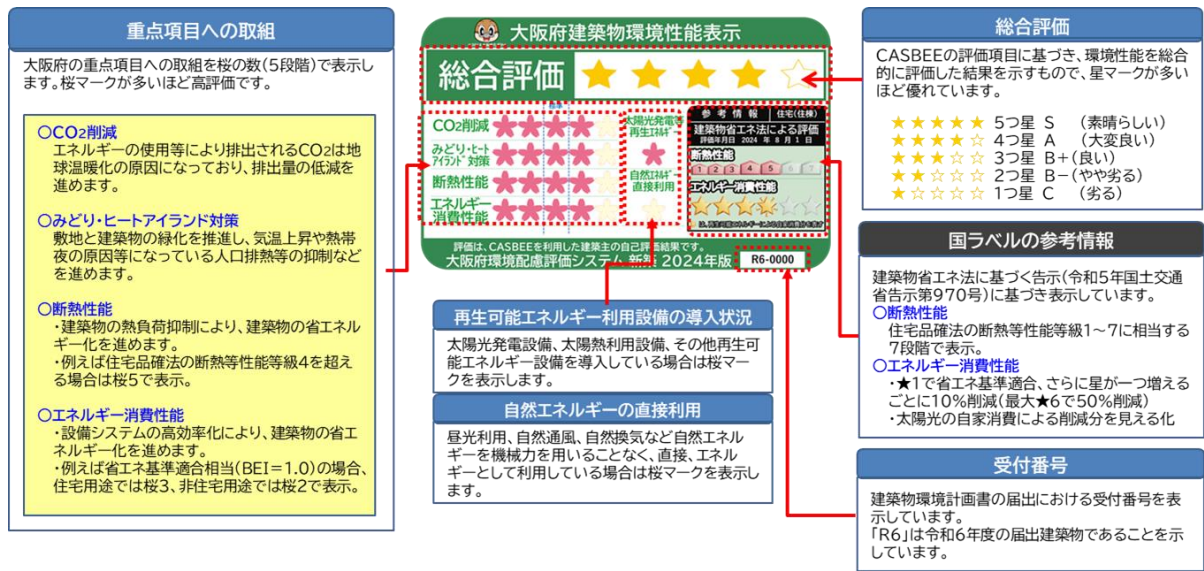 重点項目への取組
大阪府の重点項目への取組を桜の数(5段階)で表示し
ます。桜マークが多いほど高評価です。
○CO2削減
エネルギーの使用等により排出されるCO2は地
球温暖化の原因になっており、排出量の低減を
進めます。
○みどり・ヒートアイランド対策
敷地と建築物の緑化を推進し、気温上昇や熱帯
夜の原因等になっている人口排熱等の抑制など
を進めます。
○断熱性能
・建築物の熱負荷抑制により、建築物の省エネル
ギー化を進めます。
・例えば住宅品確法の断熱等性能等級4を超え
る場合は桜5で表示。
○エネルギー消費性能
・設備システムの高効率化により、建築物の省エ
ネルギー化を進めます。
・例えば省エネ基準適合相当(BEI=1.0)の場合、
住宅用途では桜3、非住宅用途では桜2で表示。
大阪府建築物環境性能表示
総合評価 ★★★★☆
標準
CO2削減
みどり・ヒート
アイランド対策
断熱性能
エネルギー
消費性能
太陽光発電等
再生エネルギー
自然エネルギー
直接利用
参考情報 住宅(住棟)
建築物省エネ法による評価
評価年月日 2024年8月1日
断熱性能
1 2 3 4 5 6 7
エネルギー消費性能
評価は、CASBEEを利用した建築主の自己評価結果です。
大阪府環境配慮評価システム 新築 2024年版 R6-0000
再生可能エネルギー利用設備の導入状況
太陽光発電設備、太陽熱利用設備、その他再生可
能エネルギー設備を導入している場合は桜マー
クを表示します。
自然エネルギーの直接利用
昼光利用、自然通風、自然換気など自然エネル
ギーを機械力を用いることなく、直接、エネル
ギーとして利用している場合は桜マークを表示し
ます。
総合評価
CASBEEの評価項目に基づき、環境性能を総合
的に評価した結果を示すもので、星マークが多い
ほど優れています。
★★★★★ 5つ星 S (素晴らしい)
★★★★☆ 4つ星 A (大変良い)
★★★☆☆ 3つ星 B+(良い)
★★☆☆☆ 2つ星 B-(やや劣る)
★☆☆☆☆ 1つ星 C (劣る)
国ラベルの参考情報
建築物省エネ法に基づく告示(令和5年国土交通
省告示第970号)に基づき表示しています。
○断熱性能
住宅品確法の断熱等性能等級1~7に相当する
7段階で表示。
○エネルギー消費性能
・★1で省エネ基準適合、さらに星が一つ増える
ごとに10%削減(最大★6で50%削減)
・太陽光の自家消費による削減分を見える化
受付番号
建築物環境計画書の届出における受付番号を表
示しています。
「R6」は令和6年度の届出建築物であることを示
しています。